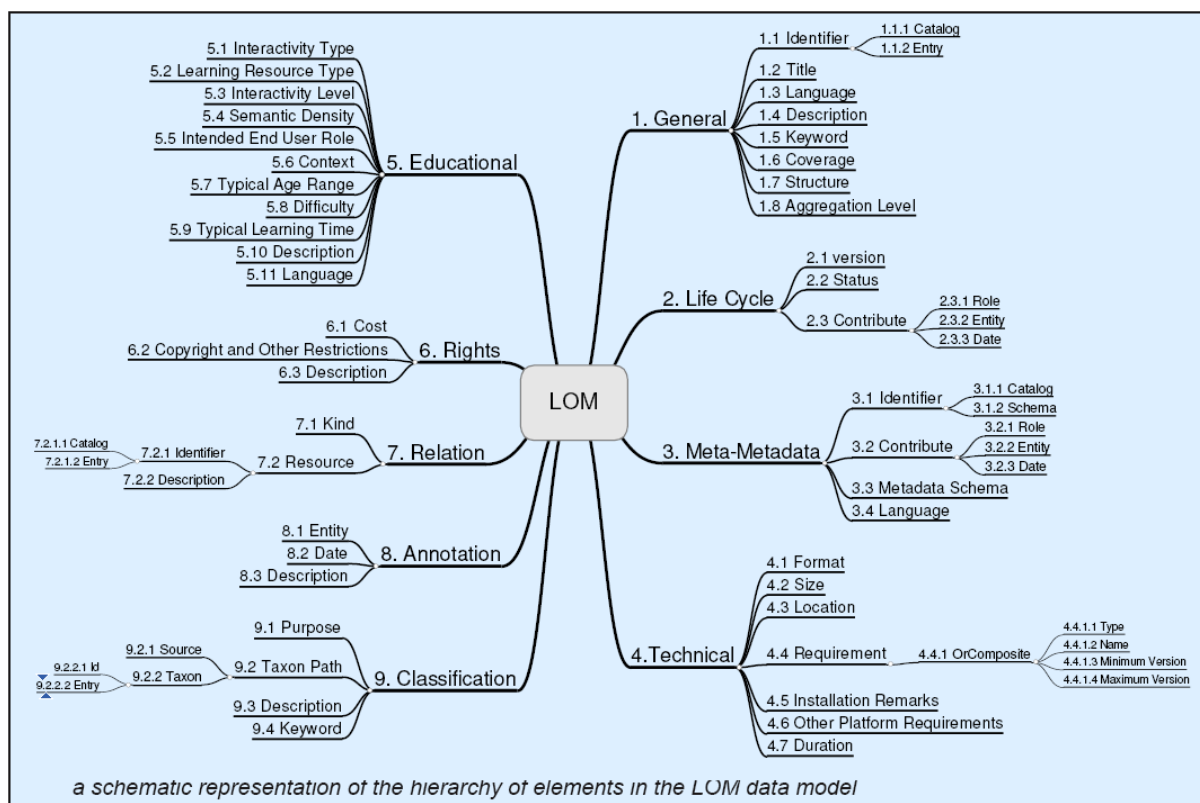 LOM
1. General
1.1 Identifier
1.1.1 Catalog
1.1.2 Entry
1.2 Title
1.3 Language
1.4 Description
1.5 Keyword
1.6 Coverage
1.7 Structure
1.8 Aggregation Level
2. Life Cycle
2.1 version
2.2 Status
2.3 Contribute
2.3.1 Role
2.3.2 Entity
2.3.3 Date
3. Meta-Metadata
3.1 Identifier
3.1.1 Catalog
3.1.2 Schema
3.2 Contribute
3.2.1 Role
3.2.2 Entity
3.2.3 Date
3.3 Metadata Schema
3.4 Language
4.Technical
4.1 Format
4.2 Size
4.3 Location
4.4 Requirement
4.4.1 OrComposite
4.4.1.1 Type
4.4.1.2 Name
4.4.1.3 Minimum Version
4.4.1.4 Maximum Version
4.5 Installation Remarks
4.6 Other Platform Requirements
4.7 Duration
5. Educational
5.1 Interactivity Type
5.2 Learning Resource Type
5.3 Interactivity Level
5.4 Semantic Density
5.5 Intended End User Role
5.6 Context
5.7 Typical Age Range
5.8 Difficulty
5.9 Typical Learning Time
5.10 Description
5.11 Language
6. Rights
6.1 Cost
6.2 Copyright and Other Restrictions
6.3 Description
7. Relation
7.1 Kind
7.2 Resource
7.2.1 Identifier
7.2.1.1 Catalog
7.2.1.2 Entry
7.2.2 Description
8. Annotation
8.1 Entity
8.2 Date
8.3 Description
9. Classification
9.1 Purpose
9.2 Taxon Path
9.2.1 Source
9.2.2 Taxon
9.2.2.1 Id
9.2.2.2 Entry
9.3 Description
9.4 Keyword
a schematic representation of the hierarchy of elements in the LOM data model